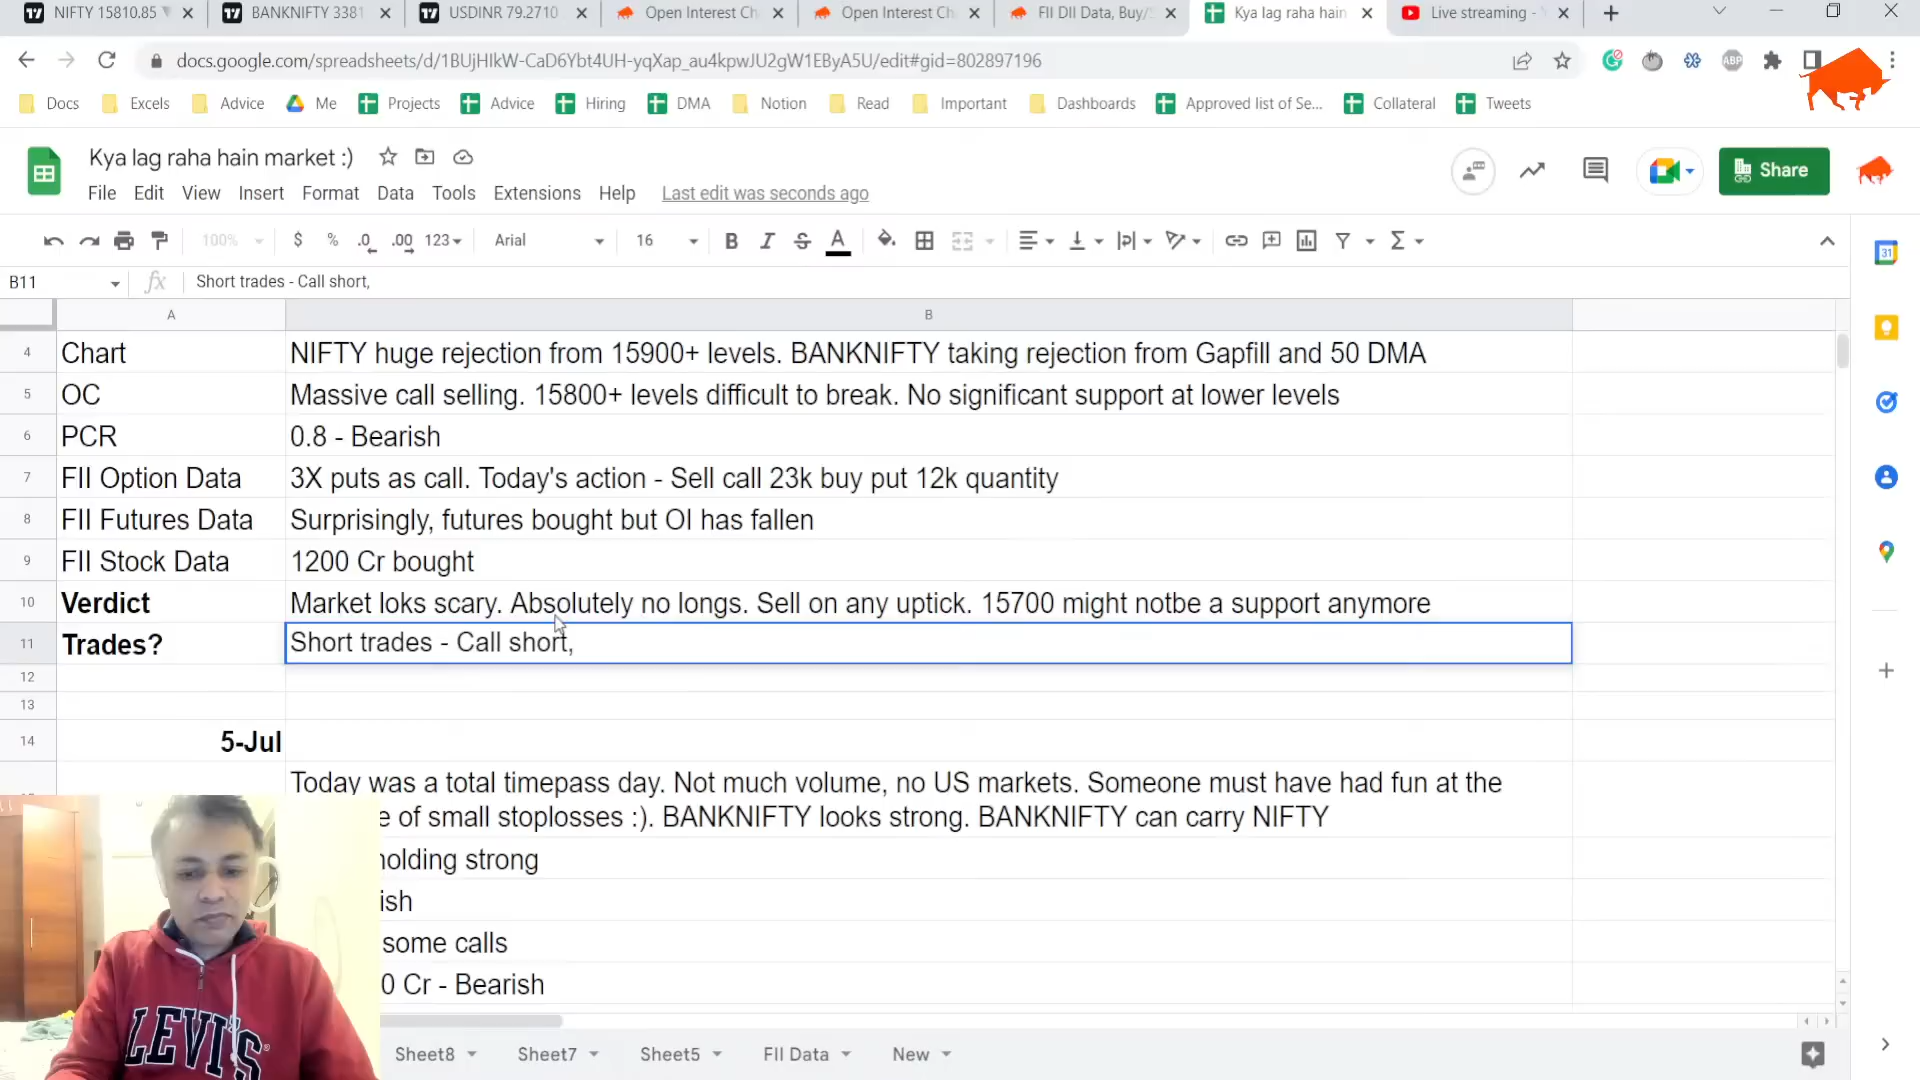 NIFTY 15810.85
BANKNIFTY 3381
USDINR 79.2710
Open Interest Ch
Open Interest Ch
FII DII Data, Buy/
Kya lag raha hain
Live streaming -
docs.google.com/spreadsheets/d/1BUjHIkW-CaD6Ybt4UH-yqXap_au4kpwJU2gW1EByA5U/edit#gid=802897196
ABP
Docs
Excels
Advice
Me
Projects
Advice
Hiring
DMA
Notion
Read
Important
Dashboards
Approved list of Se...
Collateral
Tweets
Kya lag raha hain market :)
Share
File Edit View Insert Format Data Tools Extensions Help Last edit was seconds ago
100% $ % .0 .00 123 Arial 16 B I S A
31
B11 fx Short trades - Call short,
A B
4 Chart NIFTY huge rejection from 15900+ levels. BANKNIFTY taking rejection from Gapfill and 50 DMA
5 OC Massive call selling. 15800+ levels difficult to break. No significant support at lower levels
6 PCR 0.8 - Bearish
7 FII Option Data 3X puts as call. Today's action - Sell call 23k buy put 12k quantity
8 FII Futures Data Surprisingly, futures bought but OI has fallen
9 FII Stock Data 1200 Cr bought
10 Verdict Market loks scary. Absolutely no longs. Sell on any uptick. 15700 might notbe a support anymore
11 Trades? Short trades - Call short,
12
13
14 5-Jul
Today was a total timepass day. Not much volume, no US markets. Someone must have had fun at the
e of small stoplosses :). BANKNIFTY looks strong. BANKNIFTY can carry NIFTY
holding strong
ish
some calls
0 Cr - Bearish
LEVI'S
Sheet8
Sheet7
Sheet5
FII Data
New